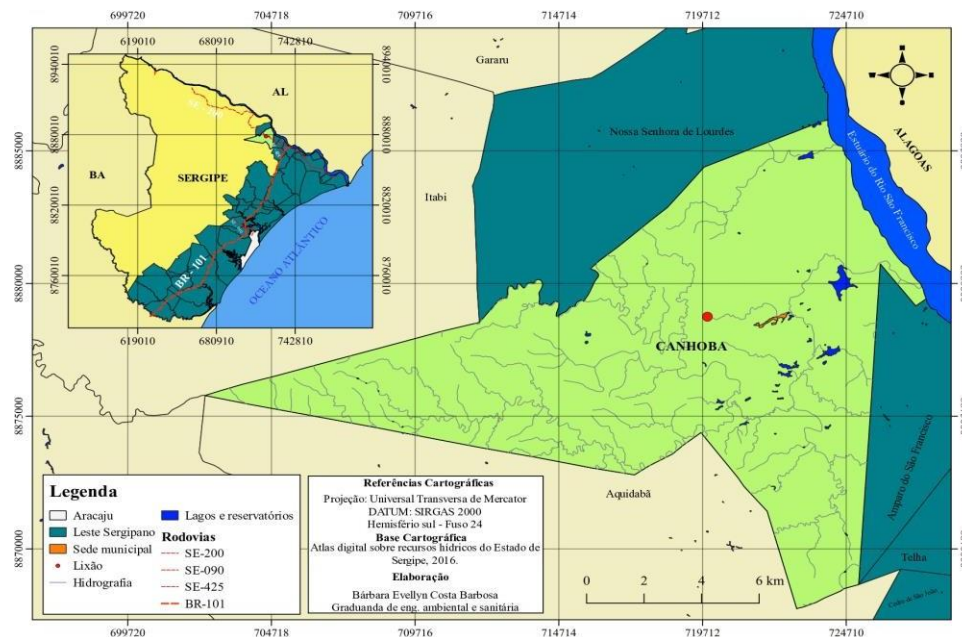 699720 704718 709716 714714 719712 724710
619010 680910 742810
8940010 8940010
8880010 8880010
8820010 8820010
8760010 8760010
619010 680910 742810
AL
BA
SERGIPE
BR - 101
OCEANO ATLÂNTICO
Gararu
Nossa Senhora de Lourdes
Itabi
ALAGOAS
Estuário do Rio São Francisco
CANHOBA
Aquidabã
Amparo do São Francisco
Telha
8885000
8880000
8875000
8870000
Legenda
Aracaju
Leste Sergipano
Sede municipal
Lixão
Hidrografia
Lagos e reservatórios
Rodovias
SE-200
SE-090
SE-425
BR-101
Referências Cartográficas
Projeção: Universal Transversa de Mercator
DATUM: SIRGAS 2000
Hemisfério sul - Fuso 24
Base Cartográfica
Atlas digital sobre recursos hídricos do Estado de
Sergipe, 2016.
Elaboração
Bárbara Evellyn Costa Barbosa
Graduanda de eng. ambiental e sanitária
0 2 4 6 km
699720 704718 709716 714714 719712 724710